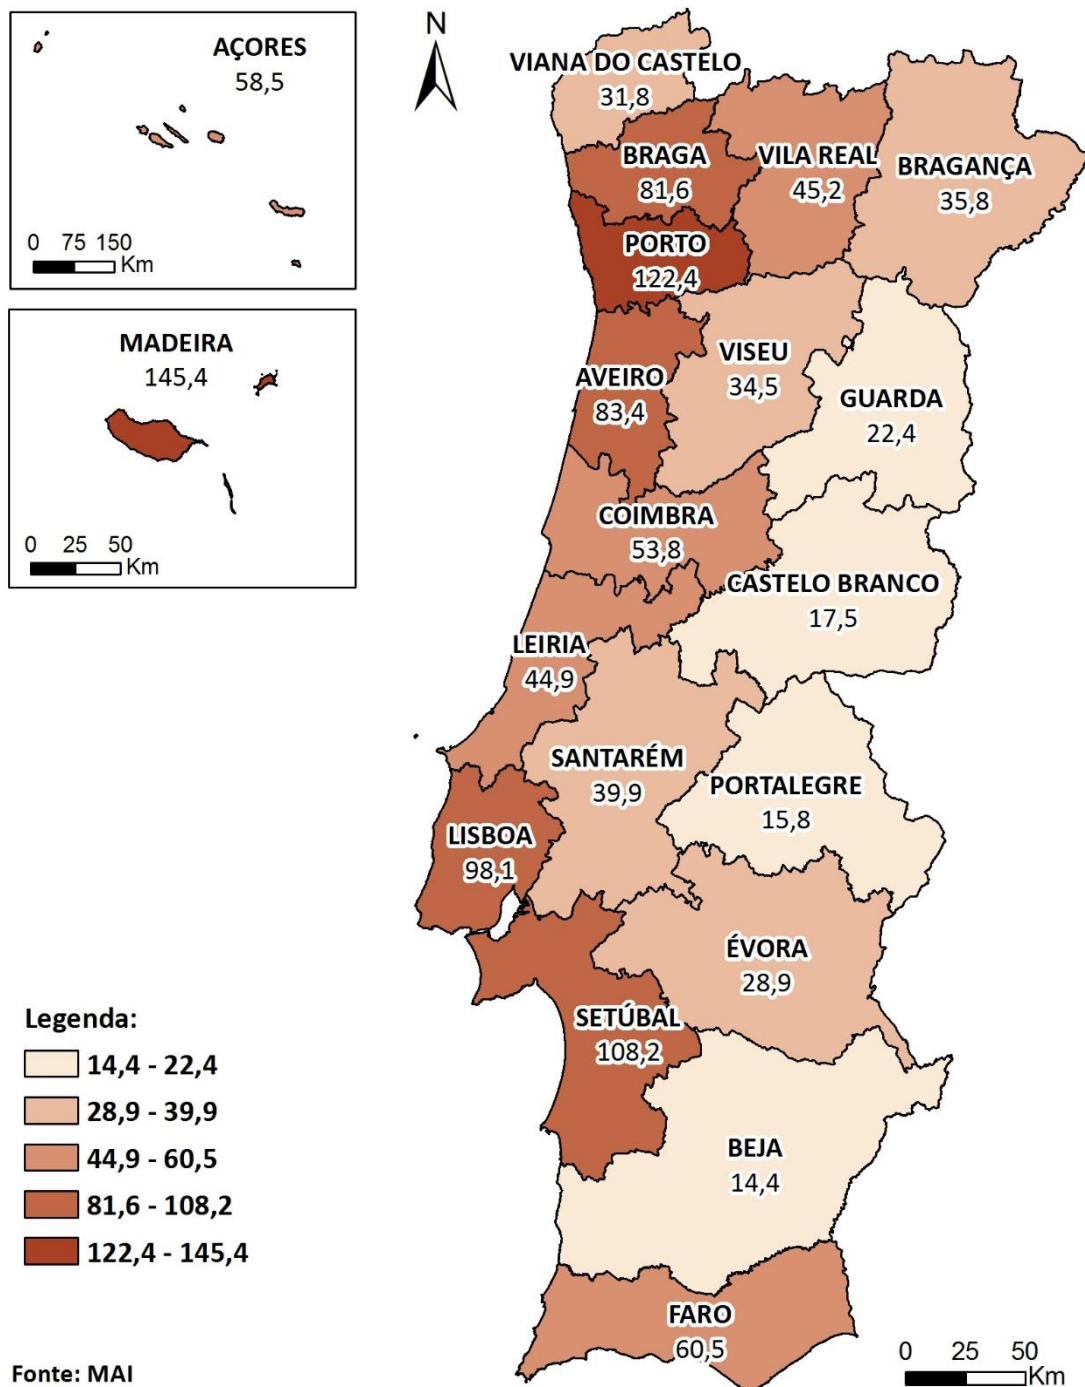 AÇORES
58,5
0 75 150
Km
MADEIRA
145,4
0 25 50
Km
N
VIANA DO CASTELO
31,8
BRAGA
81,6
VILA REAL
45,2
BRAGANÇA
35,8
PORTO
122,4
AVEIRO
83,4
VISEU
34,5
GUARDA
22,4
COIMBRA
53,8
CASTELO BRANCO
17,5
LEIRIA
44,9
SANTARÉM
39,9
PORTALEGRE
15,8
LISBOA
98,1
ÉVORA
28,9
SETÚBAL
108,2
BEJA
14,4
FARO
60,5
Legenda:
14,4 - 22,4
28,9 - 39,9
44,9 - 60,5
81,6 - 108,2
122,4 - 145,4
Fonte: MAI
0 25 50
Km